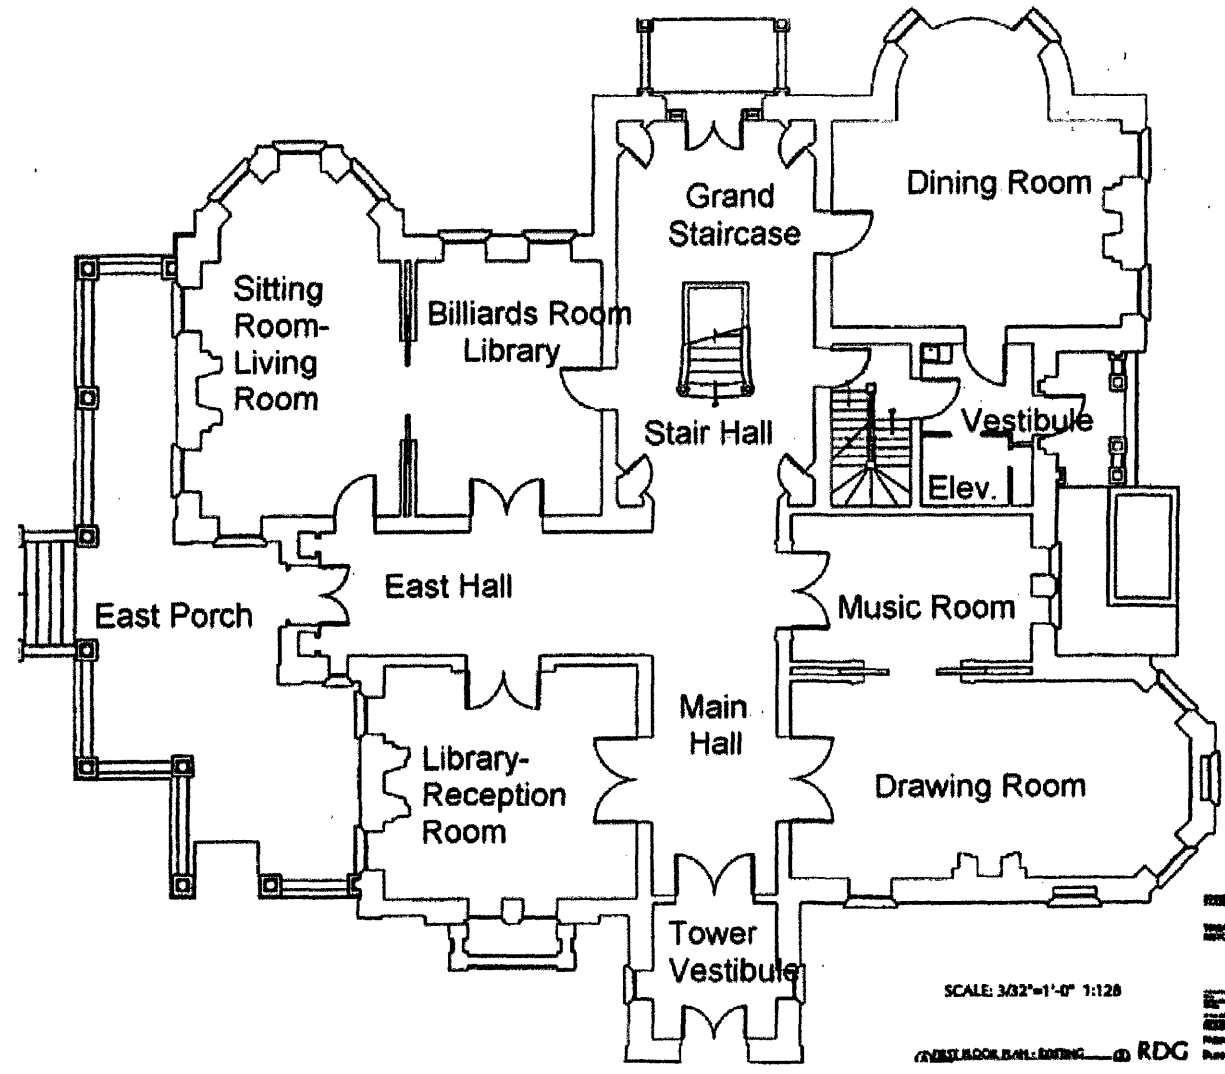 Grand
Staircase
Dining Room
Sitting
Room-
Living
Room
Billiards Room
Library
Stair Hall
Vestibule
Elev.
East Hall
East Porch
Music Room
Main
Hall
Library-
Reception
Room
Drawing Room
Tower
Vestibule
SCALE: 3/32"=1'-0" 1:128
RDG